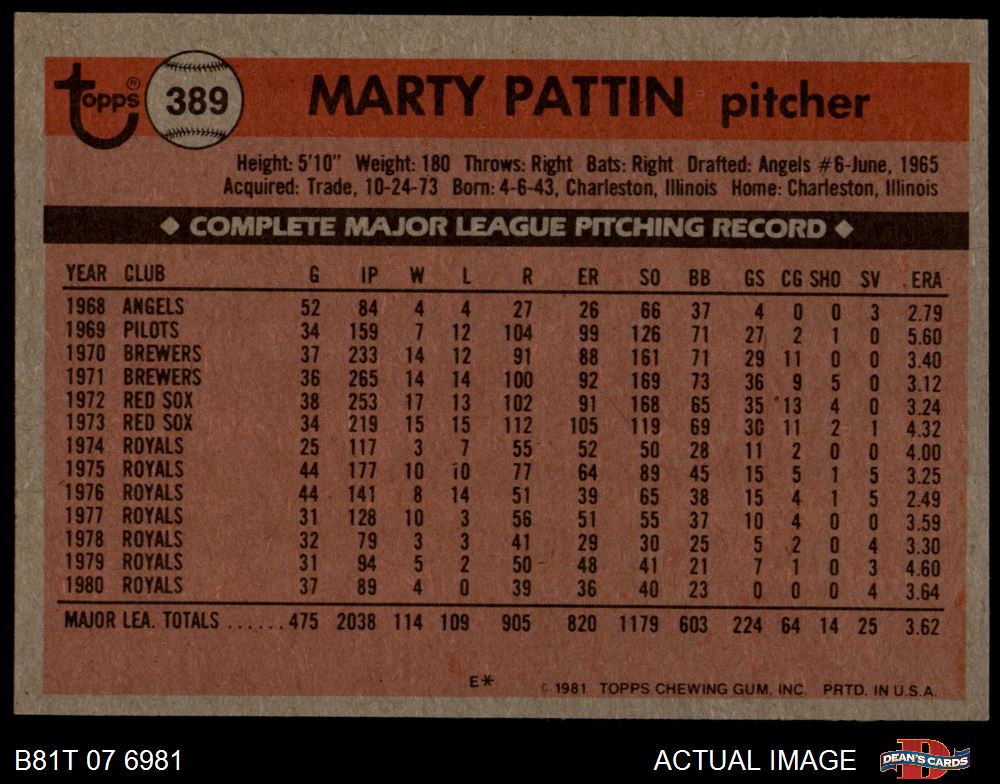 Topps® 389 MARTY PATTIN pitcher
Height: 5'10" Weight: 180 Throws: Right Bats: Right Drafted: Angels #6-June, 1965
Acquired: Trade, 10-24-73 Born: 4-6-43, Charleston, Illinois Home: Charleston, Illinois
◆ COMPLETE MAJOR LEAGUE PITCHING RECORD ◆
YEAR CLUB G IP W L R ER SO BB GS CG SHO SV ERA
1968 ANGELS 52 84 4 4 27 26 66 37 4 0 0 3 2.79
1969 PILOTS 34 159 7 12 104 99 126 71 27 2 1 0 5.60
1970 BREWERS 37 233 14 12 91 88 161 71 29 11 0 0 3.40
1971 BREWERS 36 265 14 14 100 92 169 73 36 9 5 0 3.12
1972 RED SOX 38 253 17 13 102 91 168 65 35 13 4 0 3.24
1973 RED SOX 34 219 15 15 112 105 119 69 30 11 2 1 4.32
1974 ROYALS 25 117 3 7 55 52 50 28 11 2 0 0 4.00
1975 ROYALS 44 177 10 10 77 64 89 45 15 5 1 5 3.25
1976 ROYALS 44 141 8 14 51 39 65 38 15 4 1 5 2.49
1977 ROYALS 31 128 10 3 56 51 55 37 10 4 0 0 3.59
1978 ROYALS 32 79 3 3 41 29 30 25 5 2 0 4 3.30
1979 ROYALS 31 94 5 2 50 48 41 21 7 1 0 3 4.60
1980 ROYALS 37 89 4 0 39 36 40 23 0 0 0 4 3.64
MAJOR LEA. TOTALS ......475 2038 114 109 905 820 1179 603 224 64 14 25 3.62
E* © 1981 TOPPS CHEWING GUM, INC. PRTD. IN U.S.A.
B81T 07 6981 ACTUAL IMAGE D DEAN'S CARDS